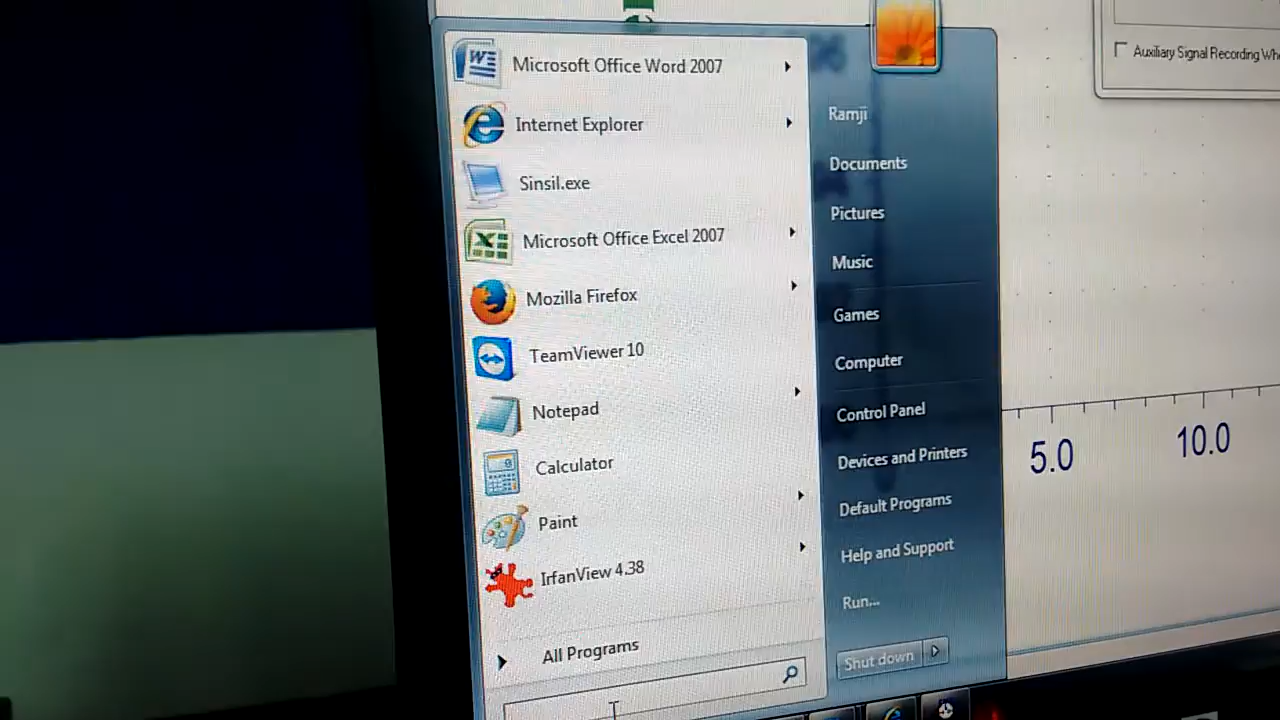 Microsoft Office Word 2007
Internet Explorer
Sinsil.exe
Microsoft Office Excel 2007
Mozilla Firefox
TeamViewer 10
Notepad
Calculator
Paint
IrfanView 4.38
All Programs
Ramji
Documents
Pictures
Music
Games
Computer
Control Panel
Devices and Printers
Default Programs
Help and Support
Run...
Shut down
Auxiliary Signal Recording
5.0
10.0